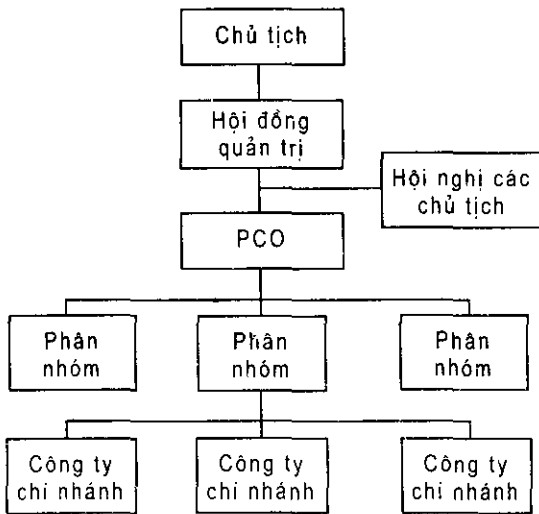 Chủ tịch
Hội đồng
quản trị
Hội nghị các
chủ tịch
PCO
Phân
nhóm
Phân
nhóm
Phân
nhóm
Công ty
chi nhánh
Công ty
chi nhánh
Công ty
chi nhánh